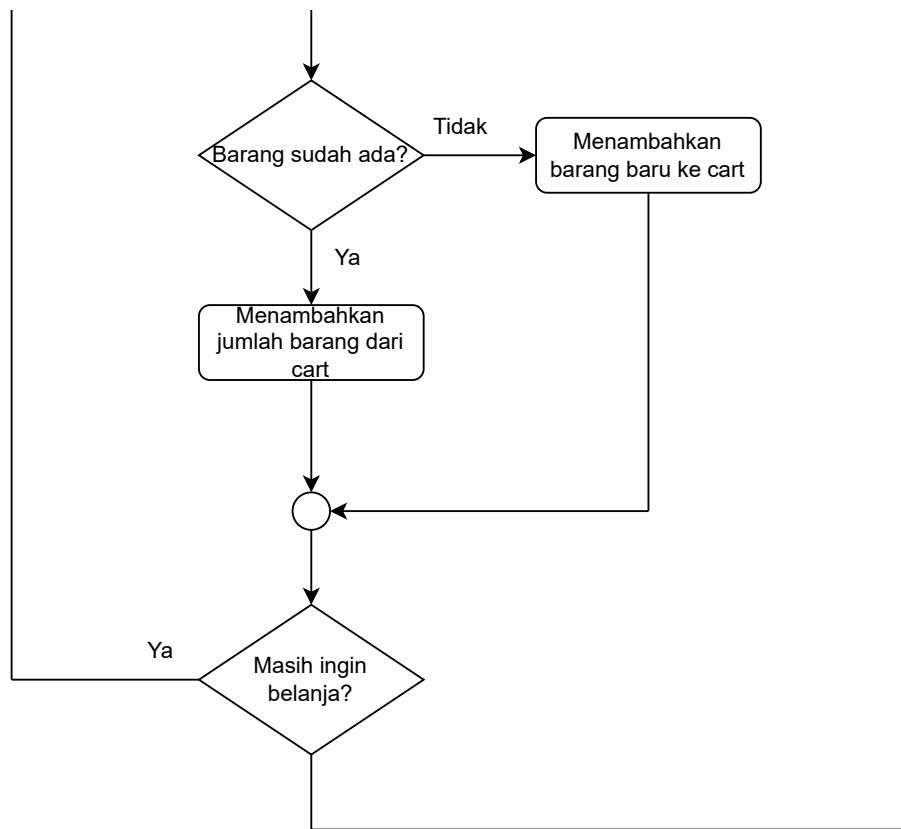 Tidak
Barang sudah ada?
Menambahkan
barang baru ke cart
Ya
Menambahkan
jumlah barang dari
cart
Ya
Masih ingin
belanja?